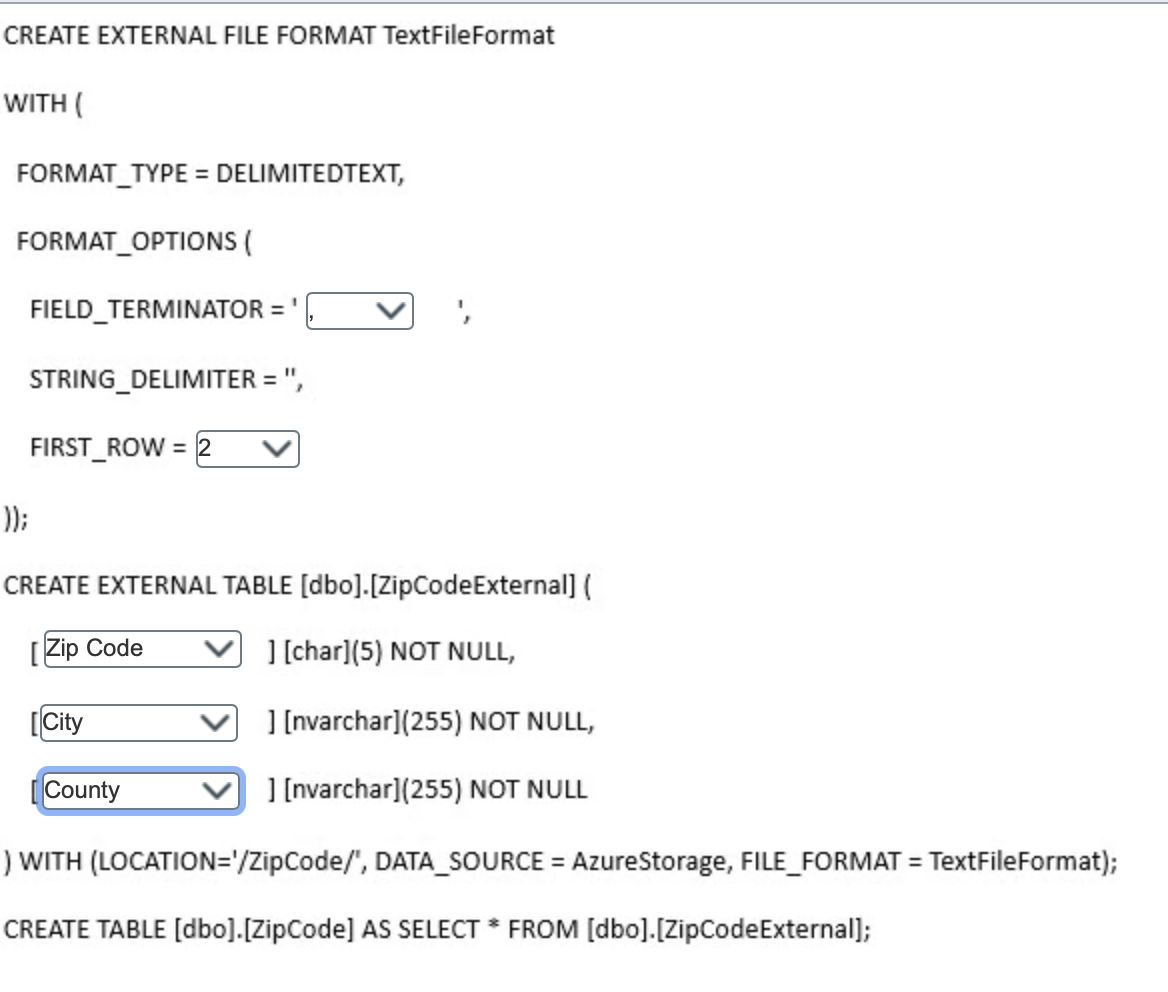 CREATE EXTERNAL FILE FORMAT TextFileFormat
WITH (
FORMAT_TYPE = DELIMITEDTEXT,
FORMAT_OPTIONS (
FIELD_TERMINATOR = ' , ',
STRING_DELIMITER = '',
FIRST_ROW = 2
));
CREATE EXTERNAL TABLE [dbo].[ZipCodeExternal] (
[ Zip Code ] [char](5) NOT NULL,
[ City ] [nvarchar](255) NOT NULL,
[ County ] [nvarchar](255) NOT NULL
) WITH (LOCATION='/ZipCode/', DATA_SOURCE = AzureStorage, FILE_FORMAT = TextFileFormat);
CREATE TABLE [dbo].[ZipCode] AS SELECT * FROM [dbo].[ZipCodeExternal];